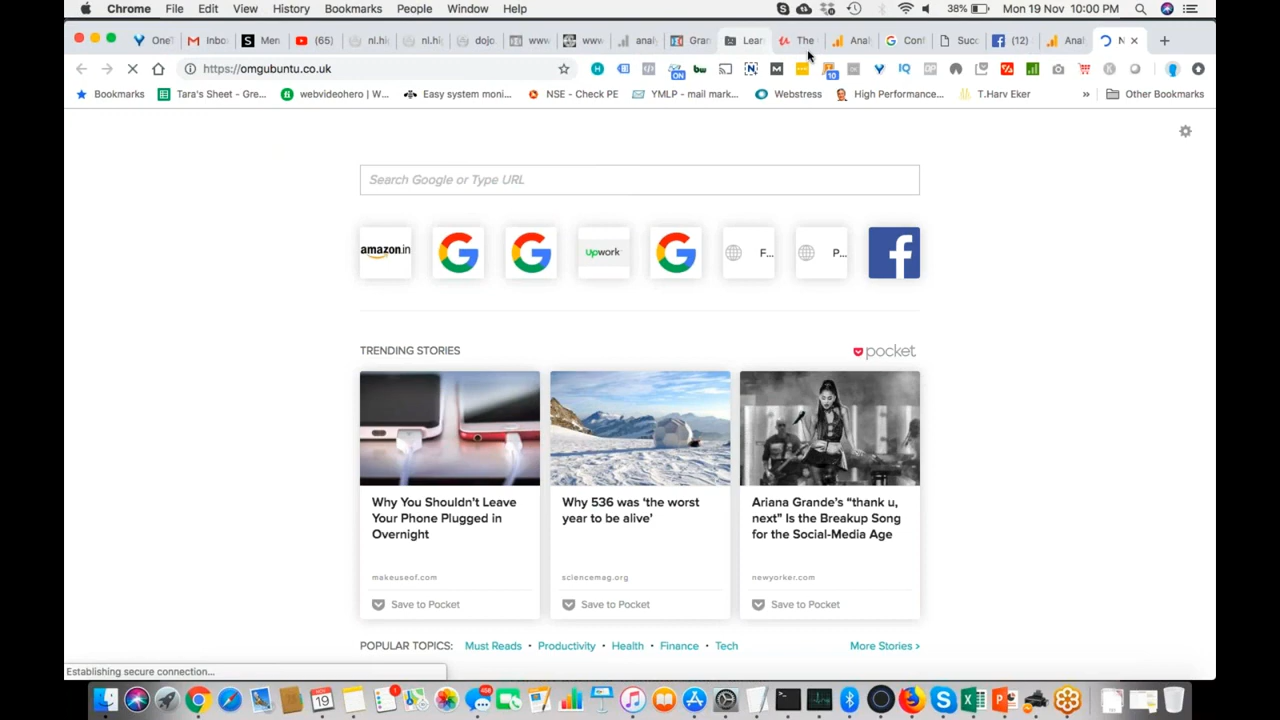 Chrome File Edit View History Bookmarks People Window Help 38% Mon 19 Nov 10:00 PM
OneT Inbo Men (65) nl.hi nl.hi dojo www www analy Gran Lear The Anal Conf Succ (12) Anal N
https://omgubuntu.co.uk
ON 10
Bookmarks Tara's Sheet - Gre... webvideohero | W... Easy system moni... NSE - Check PE YMLP - mail mark... Webstress High Performance... T.Harv Eker » Other Bookmarks
Search Google or Type URL
amazon.in Upwork F... P...
TRENDING STORIES pocket
Why You Shouldn't Leave
Your Phone Plugged in
Overnight
makeuseof.com
Save to Pocket
Why 536 was 'the worst
year to be alive'
sciencemag.org
Save to Pocket
Ariana Grande's “thank u,
next” Is the Breakup Song
for the Social-Media Age
newyorker.com
Save to Pocket
POPULAR TOPICS: Must Reads • Productivity • Health • Finance • Tech More Stories >
Establishing secure connection...